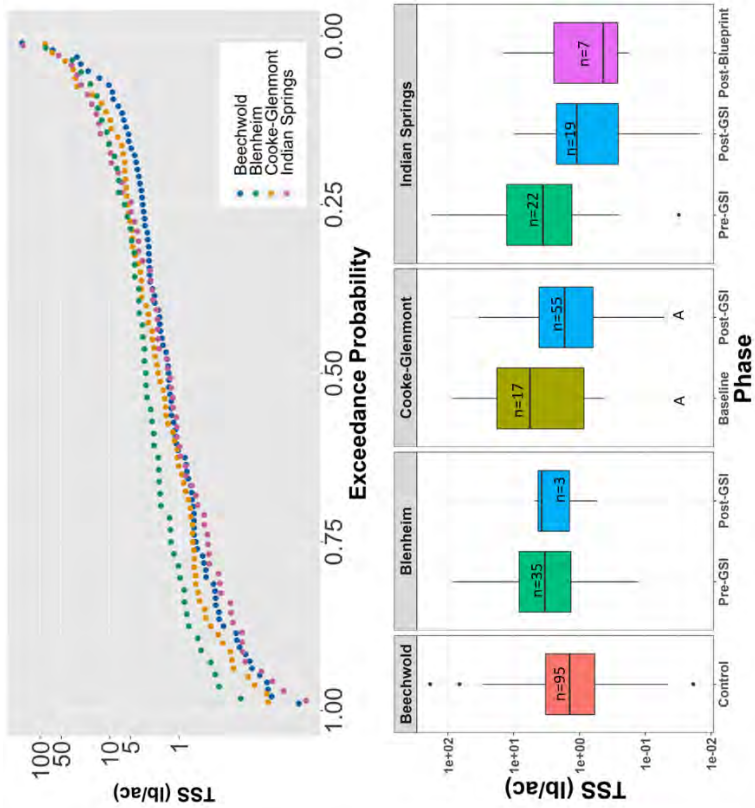 TSS (lb/ac)
100
50
10
5
1
Beechwold
Blenheim
Cooke-Glenmont
Indian Springs
1.00
0.75
0.50
0.25
0.00
Exceedance Probability
TSS (lb/ac)
1e+02
1e+01
1e+00
1e-01
1e-02
Beechwold
n=95
Control
Blenheim
n=35
n=3
Pre-GSI
Post-GSI
Cooke-Glenmont
n=17
n=55
A
A
Baseline
Post-GSI
Indian Springs
n=22
n=19
n=7
Pre-GSI
Post-GSI
Post-Blueprint
Phase